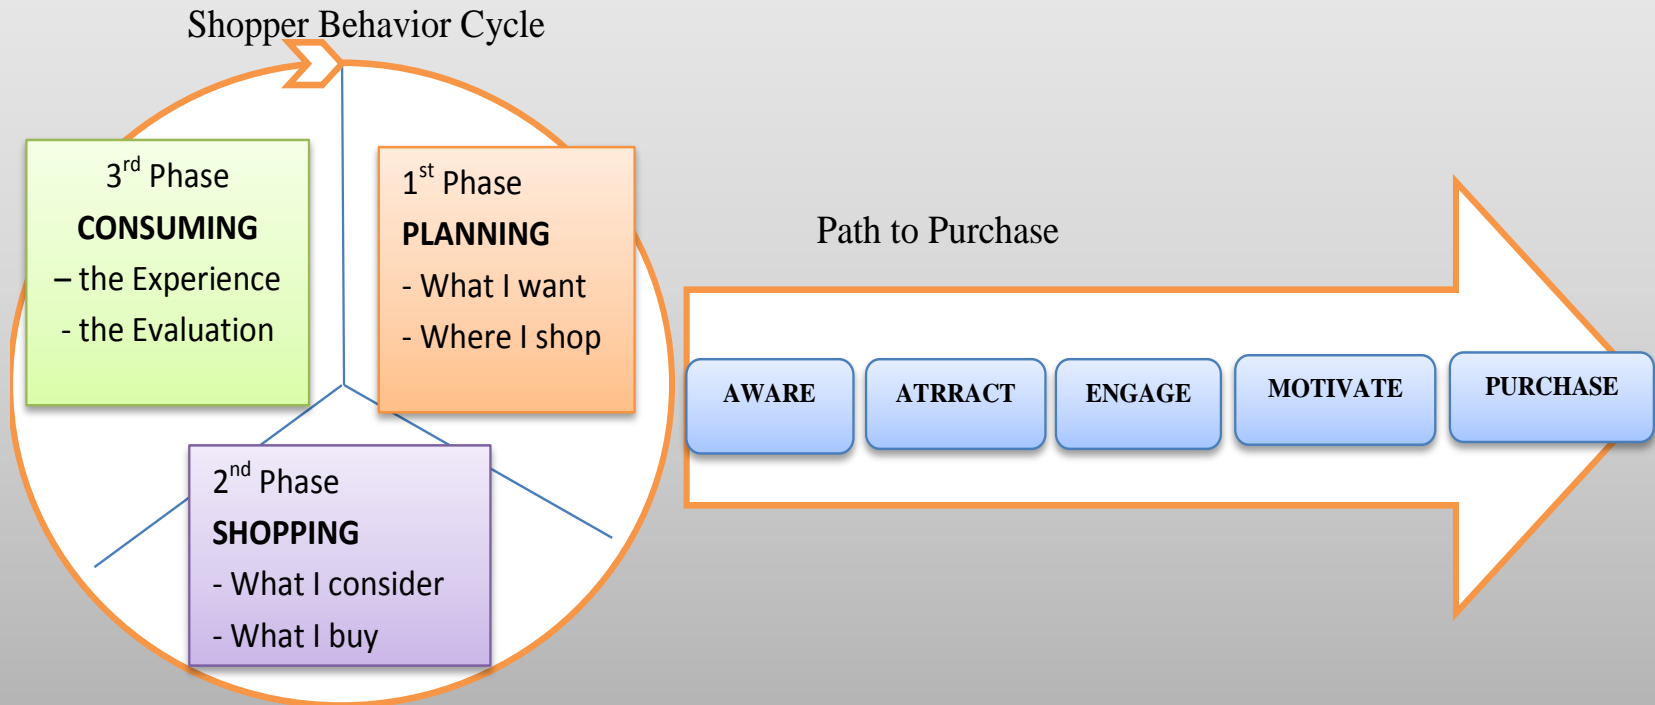 Shopper Behavior Cycle
3rd Phase
CONSUMING
– the Experience
- the Evaluation
1st Phase
PLANNING
- What I want
- Where I shop
2nd Phase
SHOPPING
- What I consider
- What I buy
Path to Purchase
AWARE
ATRRACT
ENGAGE
MOTIVATE
PURCHASE